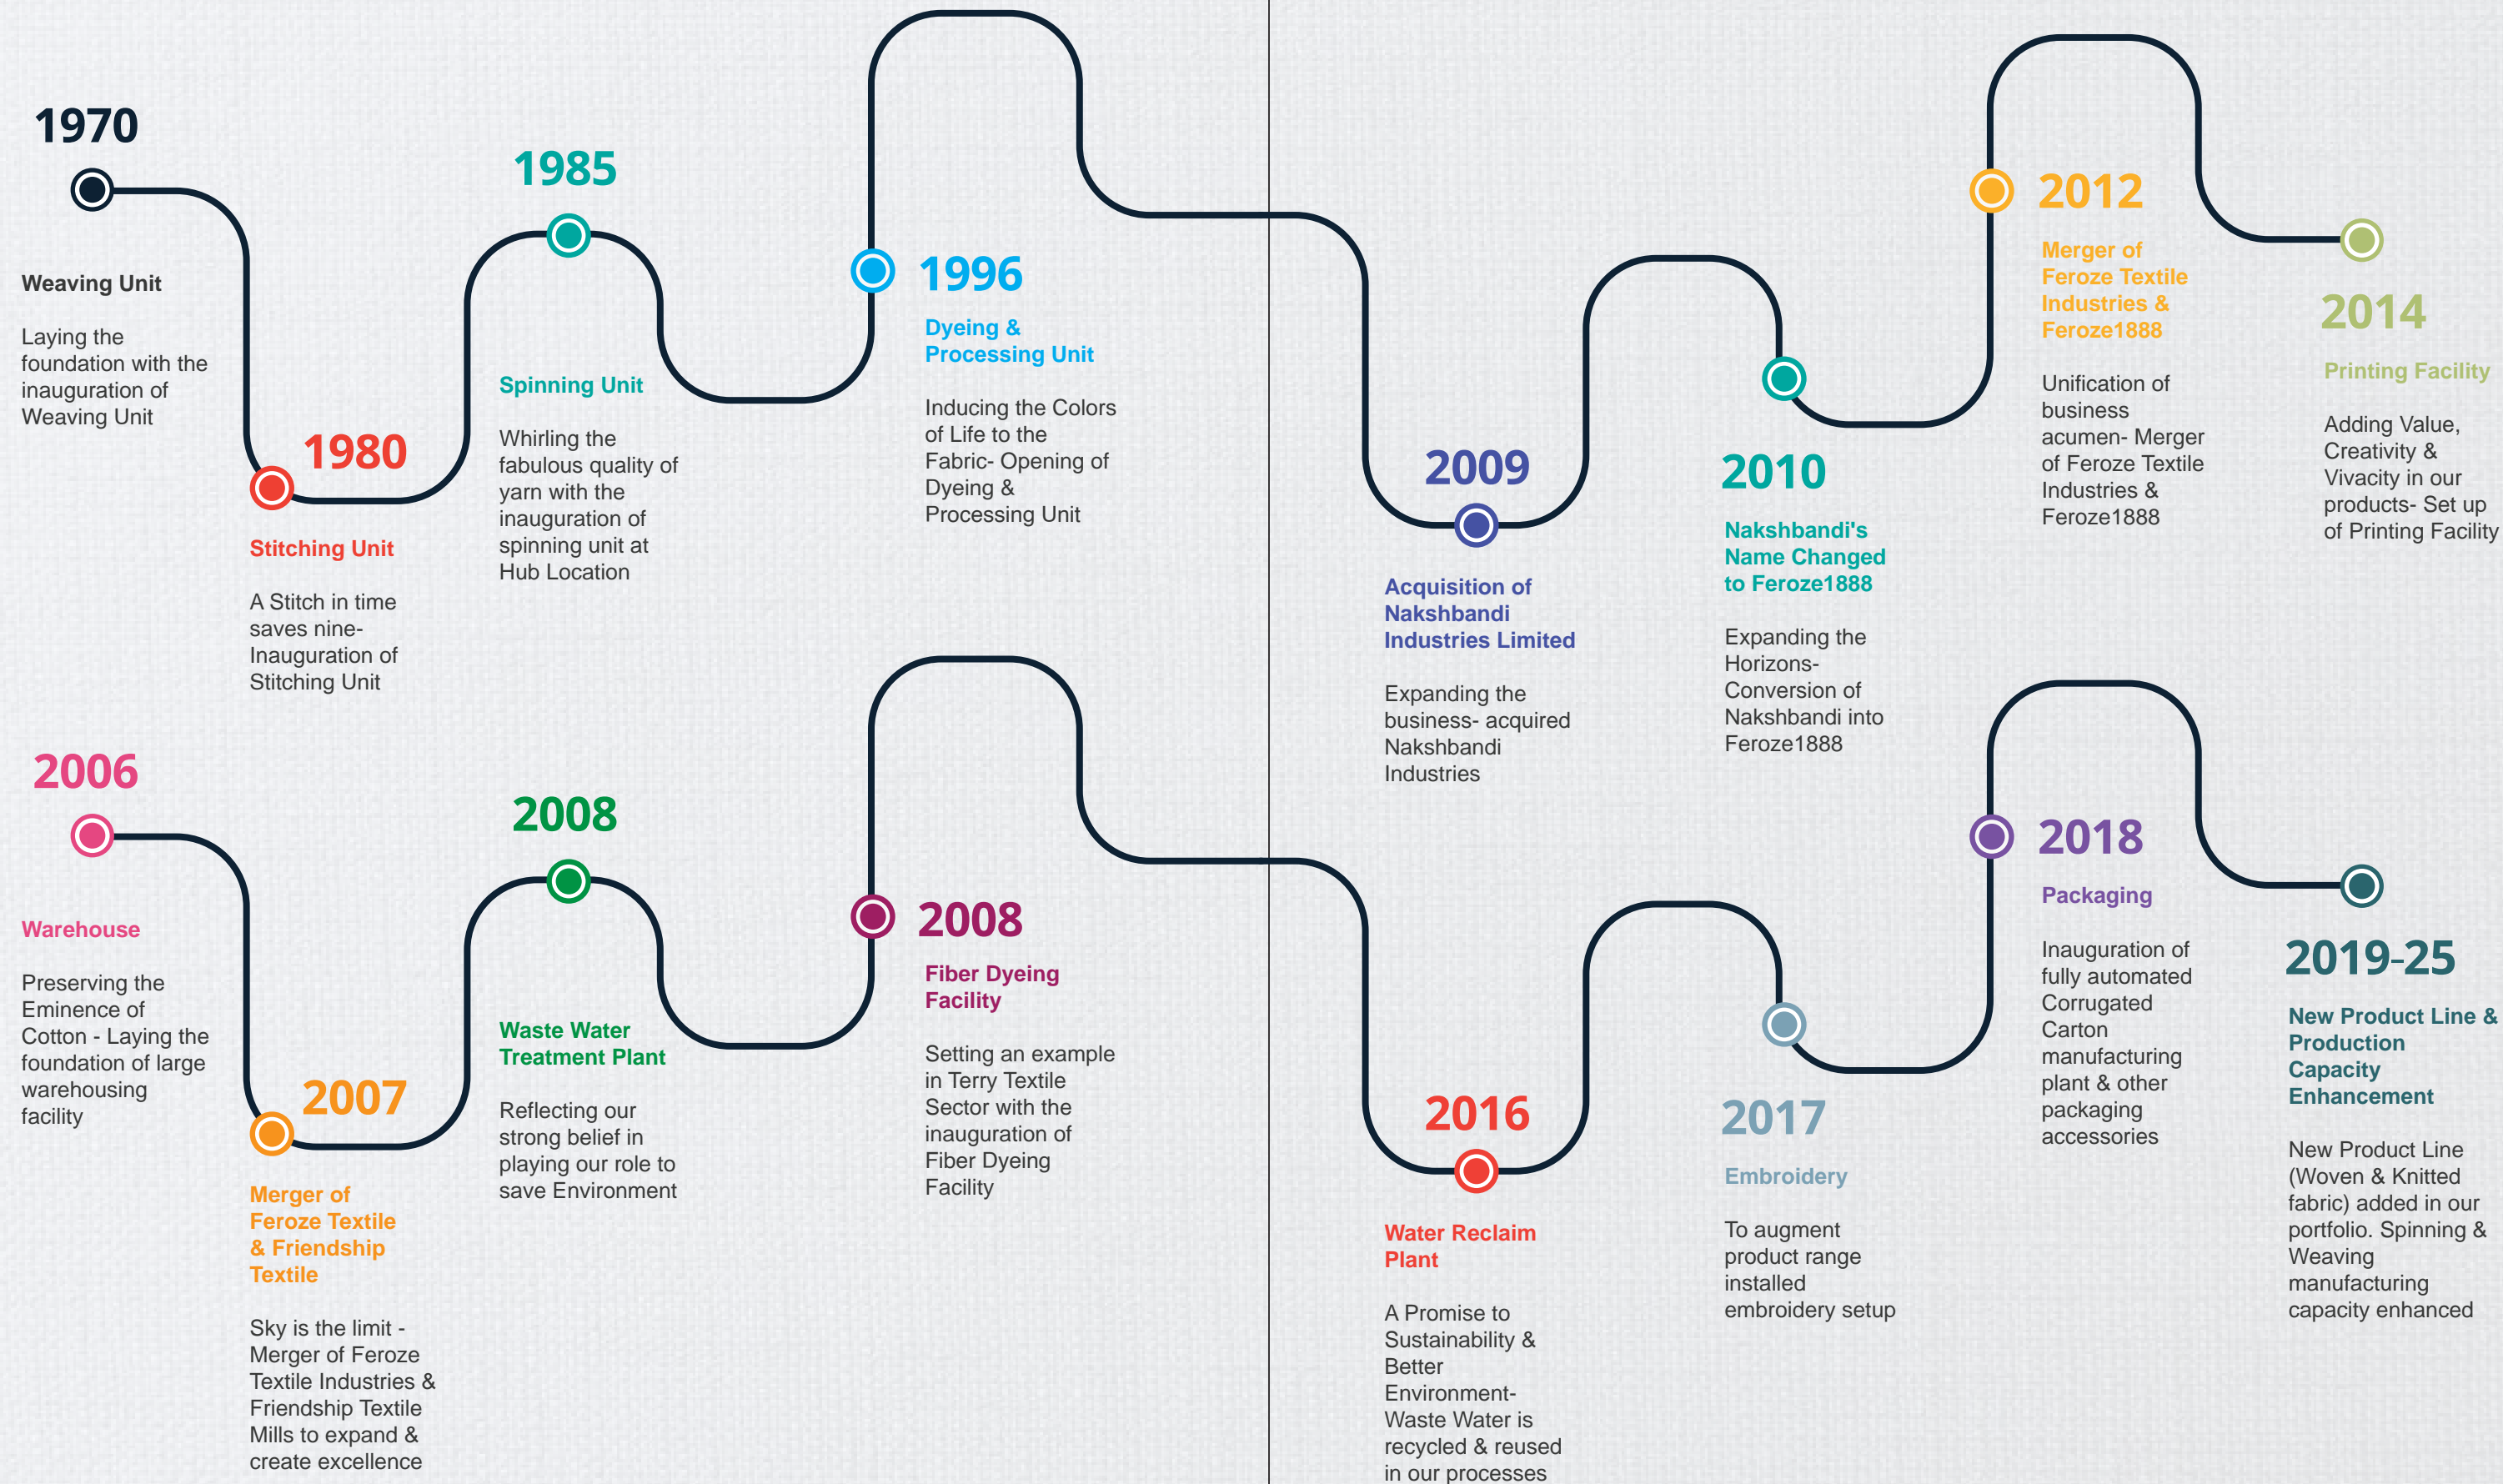 1970
Weaving Unit
Laying the
foundation with the
inauguration of
Weaving Unit
1980
Stitching Unit
A Stitch in time
saves nine-
Inauguration of
Stitching Unit
1985
Spinning Unit
Whirling the
fabulous quality of
yarn with the
inauguration of
spinning unit at
Hub Location
1996
Dyeing &
Processing Unit
Inducing the Colors
of Life to the
Fabric- Opening of
Dyeing &
Processing Unit
2006
Warehouse
Preserving the
Eminence of
Cotton - Laying the
foundation of large
warehousing
facility
2007
Merger of
Feroze Textile
& Friendship
Textile
Sky is the limit -
Merger of Feroze
Textile Industries &
Friendship Textile
Mills to expand &
create excellence
2008
Waste Water
Treatment Plant
Reflecting our
strong belief in
playing our role to
save Environment
2008
Fiber Dyeing
Facility
Setting an example
in Terry Textile
Sector with the
inauguration of
Fiber Dyeing
Facility
2009
Acquisition of
Nakshbandi
Industries Limited
Expanding the
business- acquired
Nakshbandi
Industries
2010
Nakshbandi's
Name Changed
to Feroze1888
Expanding the
Horizons-
Conversion of
Nakshbandi into
Feroze1888
2012
Merger of
Feroze Textile
Industries &
Feroze1888
Unification of
business
acumen- Merger
of Feroze Textile
Industries &
Feroze1888
2014
Printing Facility
Adding Value,
Creativity &
Vivacity in our
products- Set up
of Printing Facility
2016
Water Reclaim
Plant
A Promise to
Sustainability &
Better
Environment-
Waste Water is
recycled & reused
in our processes
2017
Embroidery
To augment
product range
installed
embroidery setup
2018
Packaging
Inauguration of
fully automated
Corrugated
Carton
manufacturing
plant & other
packaging
accessories
2019-25
New Product Line &
Production
Capacity
Enhancement
New Product Line
(Woven & Knitted
fabric) added in our
portfolio. Spinning &
Weaving
manufacturing
capacity enhanced